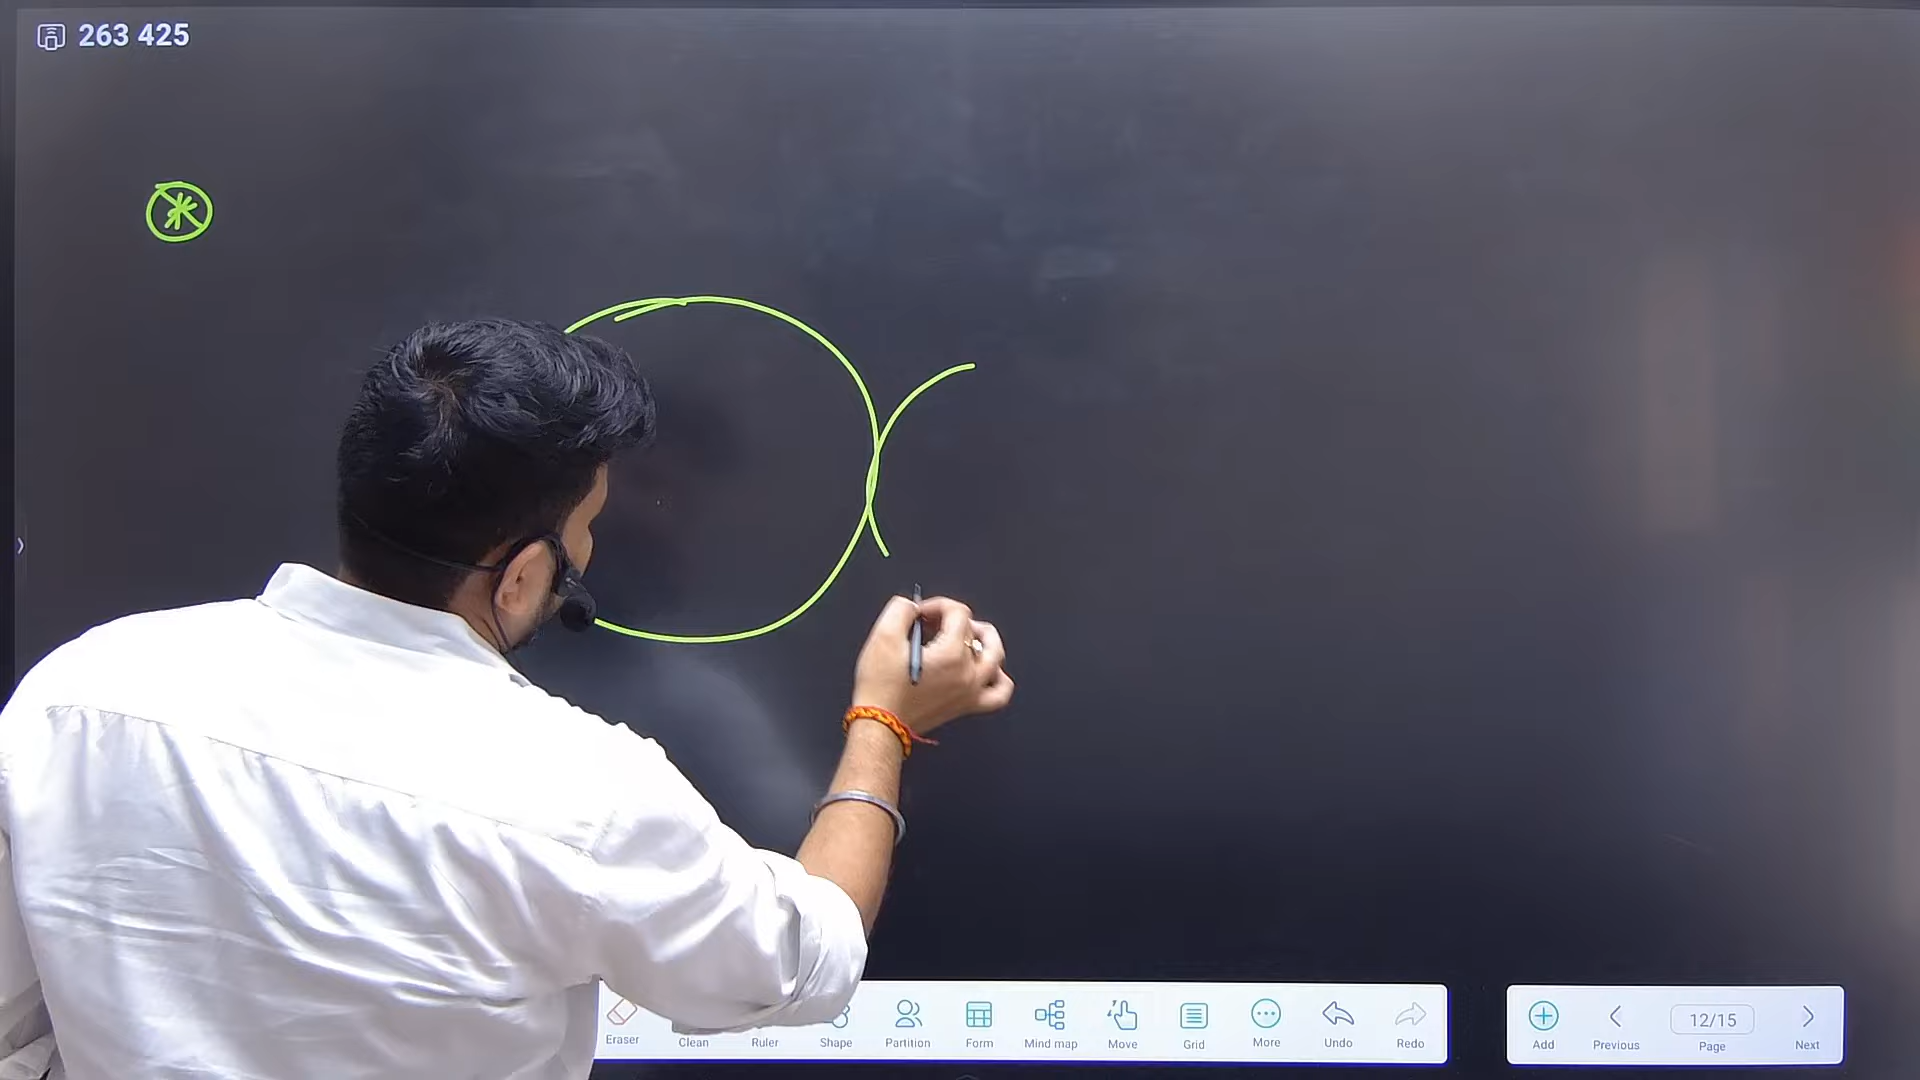 263 425
Eraser
Clean
Ruler
Shape
Partition
Form
Mind map
Move
Grid
More
Undo
Redo
Add
Previous
12/15
Page
Next